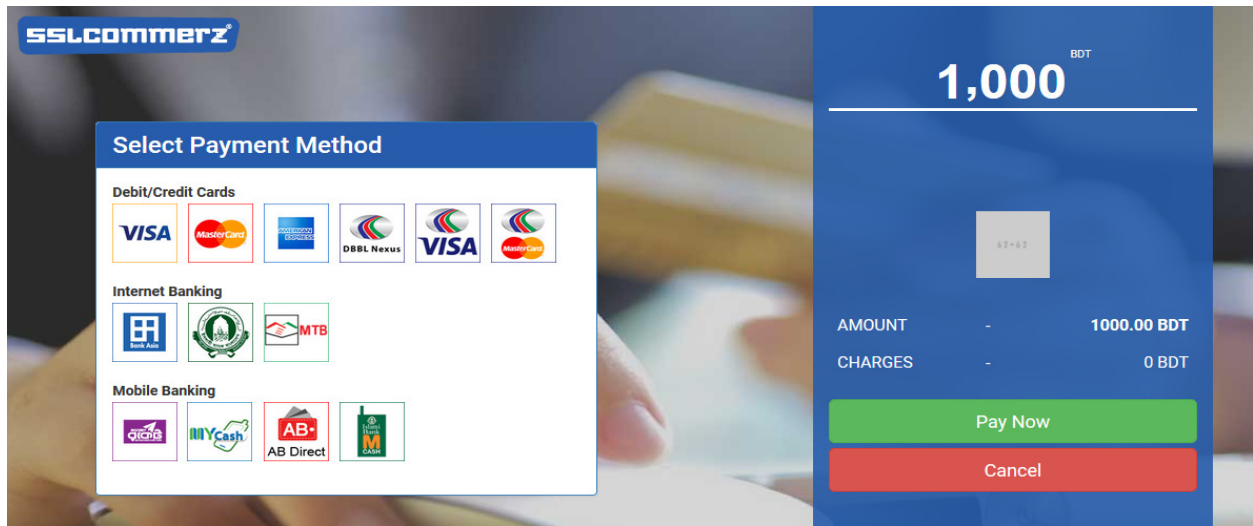 SSLCOMMERZ®
BDT
1,000
Select Payment Method
Debit/Credit Cards
VISA
MasterCard
AMERICAN EXPRESS
DBBL Nexus
VISA
MasterCard
Internet Banking
Bank Asia
MTB
Mobile Banking
MYCash
AB
AB Direct
Islami
Bank
M
CASH
AMOUNT - 1000.00 BDT
CHARGES - 0 BDT
Pay Now
Cancel